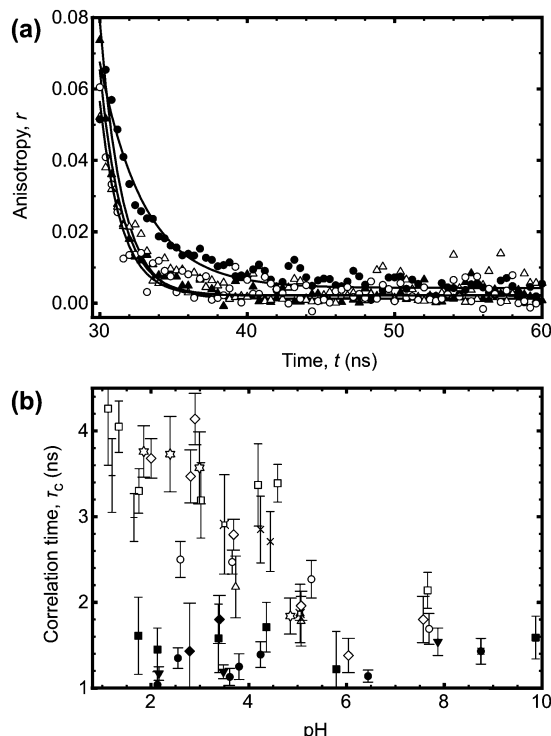 (a)
0.08
0.06
0.04
0.02
0.00
Anisotropy, r
30 40 50 60
Time, t (ns)
(b)
4
3
2
1
Correlation time, τc (ns)
2 4 6 8 10
pH